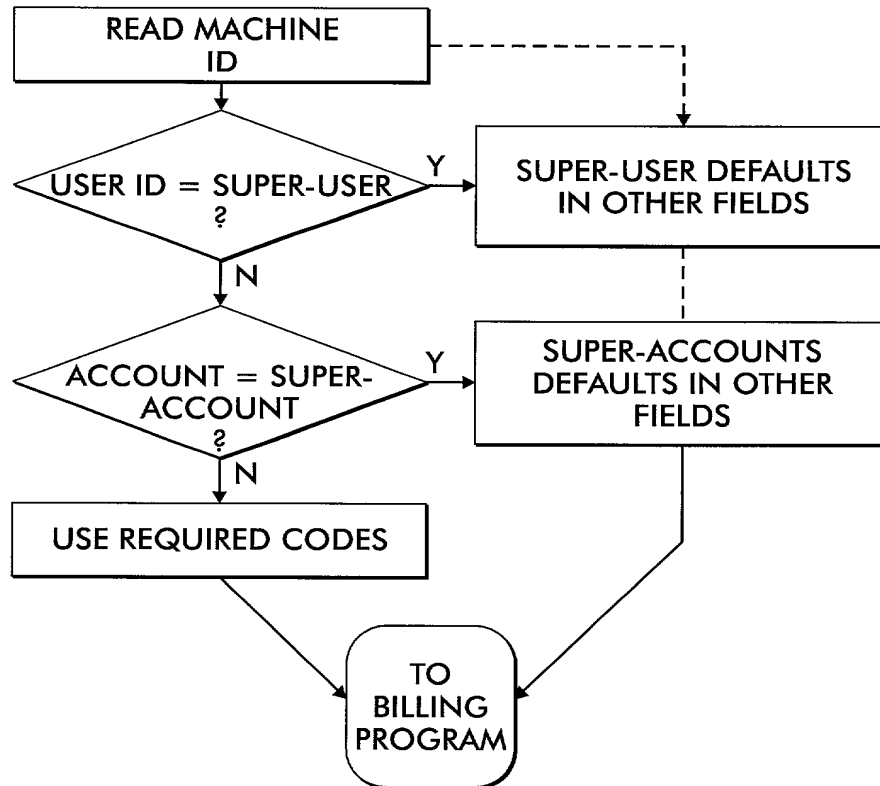 READ MACHINE
ID
USER ID = SUPER-USER
?
Y
SUPER-USER DEFAULTS
IN OTHER FIELDS
N
ACCOUNT = SUPER-
ACCOUNT
?
Y
SUPER-ACCOUNTS
DEFAULTS IN OTHER
FIELDS
N
USE REQUIRED CODES
TO
BILLING
PROGRAM